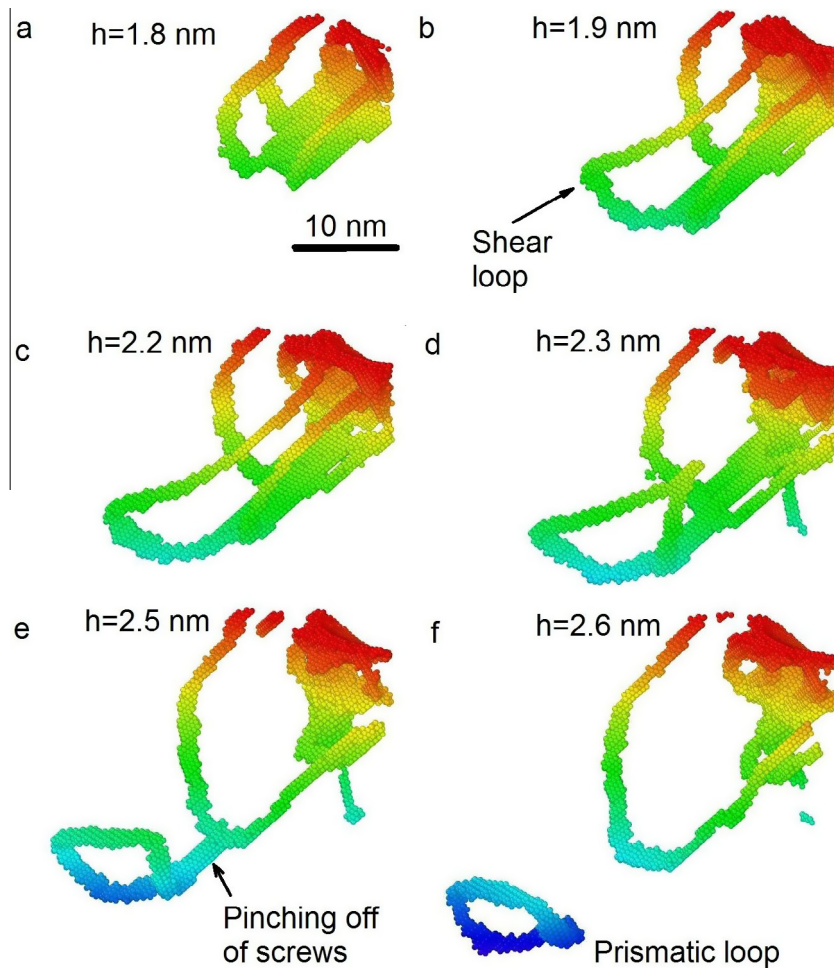 a
h=1.8 nm
b
h=1.9 nm
10 nm
Shear
loop
c
h=2.2 nm
d
h=2.3 nm
e
h=2.5 nm
f
h=2.6 nm
Pinching off
of screws
Prismatic loop